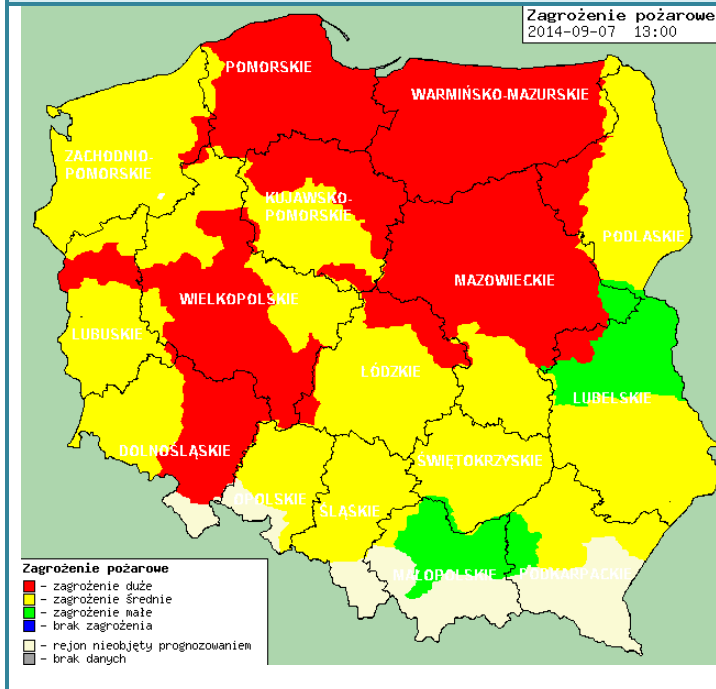 Zagrożenie pożarowe
2014-09-07 13:00
POMORSKIE
WARMIŃSKO-MAZURSKIE
ZACHODNIO-
POMORSKIE
KUJAWSKO-
POMORSKIE
PODLASKIE
MAZOWIECKIE
WIELKOPOLSKIE
LUBUSKIE
ŁÓDZKIE
LUBELSKIE
DOLNOŚLĄSKIE
ŚWIĘTOKRZYSKIE
OPOLSKIE
ŚLĄSKIE
MAŁOPOLSKIE
PODKARPACKIE
Zagrożenie pożarowe
- zagrożenie duże
- zagrożenie średnie
- zagrożenie małe
- brak zagrożenia
- rejon nieobjęty prognozowaniem
- brak danych